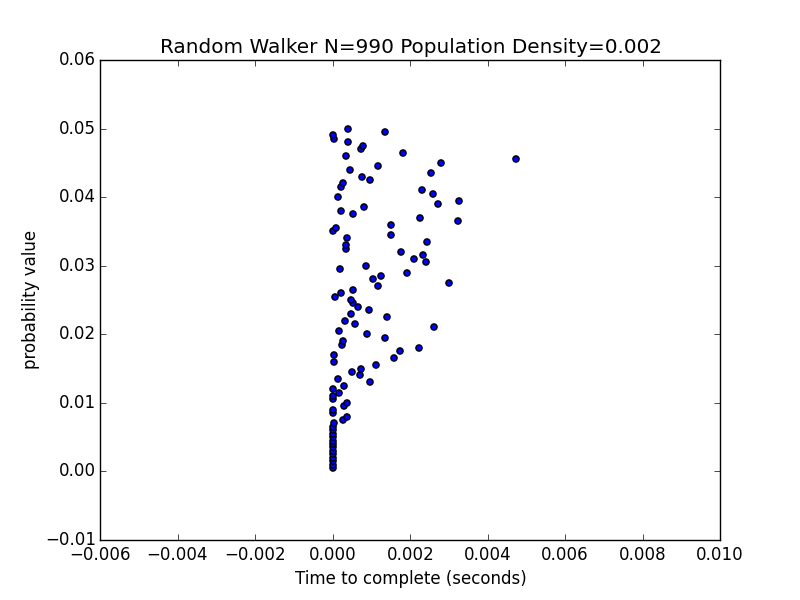 Random Walker N=990 Population Density=0.002
0.06
0.05
0.04
0.03
0.02
0.01
0.00
−0.01
probability value
−0.006 −0.004 −0.002 0.000 0.002 0.004 0.006 0.008 0.010
Time to complete (seconds)